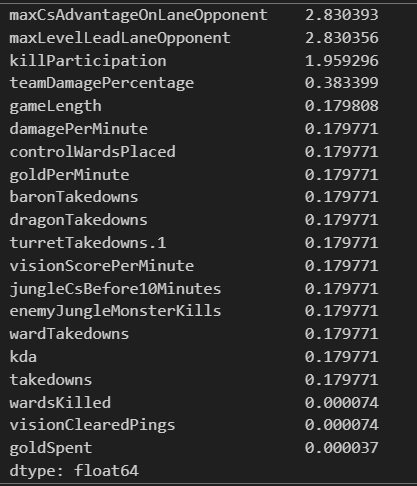 maxCsAdvantageOnLaneOpponent 2.830393
maxLevelLeadLaneOpponent 2.830356
killParticipation 1.959296
teamDamagePercentage 0.383399
gameLength 0.179808
damagePerMinute 0.179771
controlWardsPlaced 0.179771
goldPerMinute 0.179771
baronTakedowns 0.179771
dragonTakedowns 0.179771
turretTakedowns.1 0.179771
visionScorePerMinute 0.179771
jungleCsBefore10Minutes 0.179771
enemyJungleMonsterKills 0.179771
wardTakedowns 0.179771
kda 0.179771
takedowns 0.179771
wardsKilled 0.000074
visionClearedPings 0.000074
goldSpent 0.000037
dtype: float64